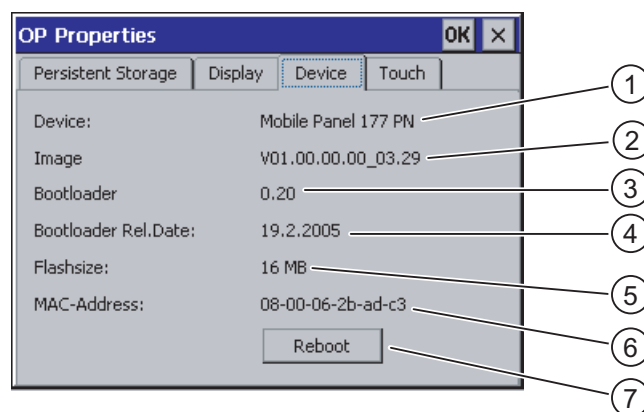 OP Properties OK ×
Persistent Storage Display Device Touch
Device: Mobile Panel 177 PN 1
Image V01.00.00.00_03.29 2
Bootloader 0.20 3
Bootloader Rel.Date: 19.2.2005 4
Flashsize: 16 MB 5
MAC-Address: 08-00-06-2b-ad-c3 6
Reboot 7